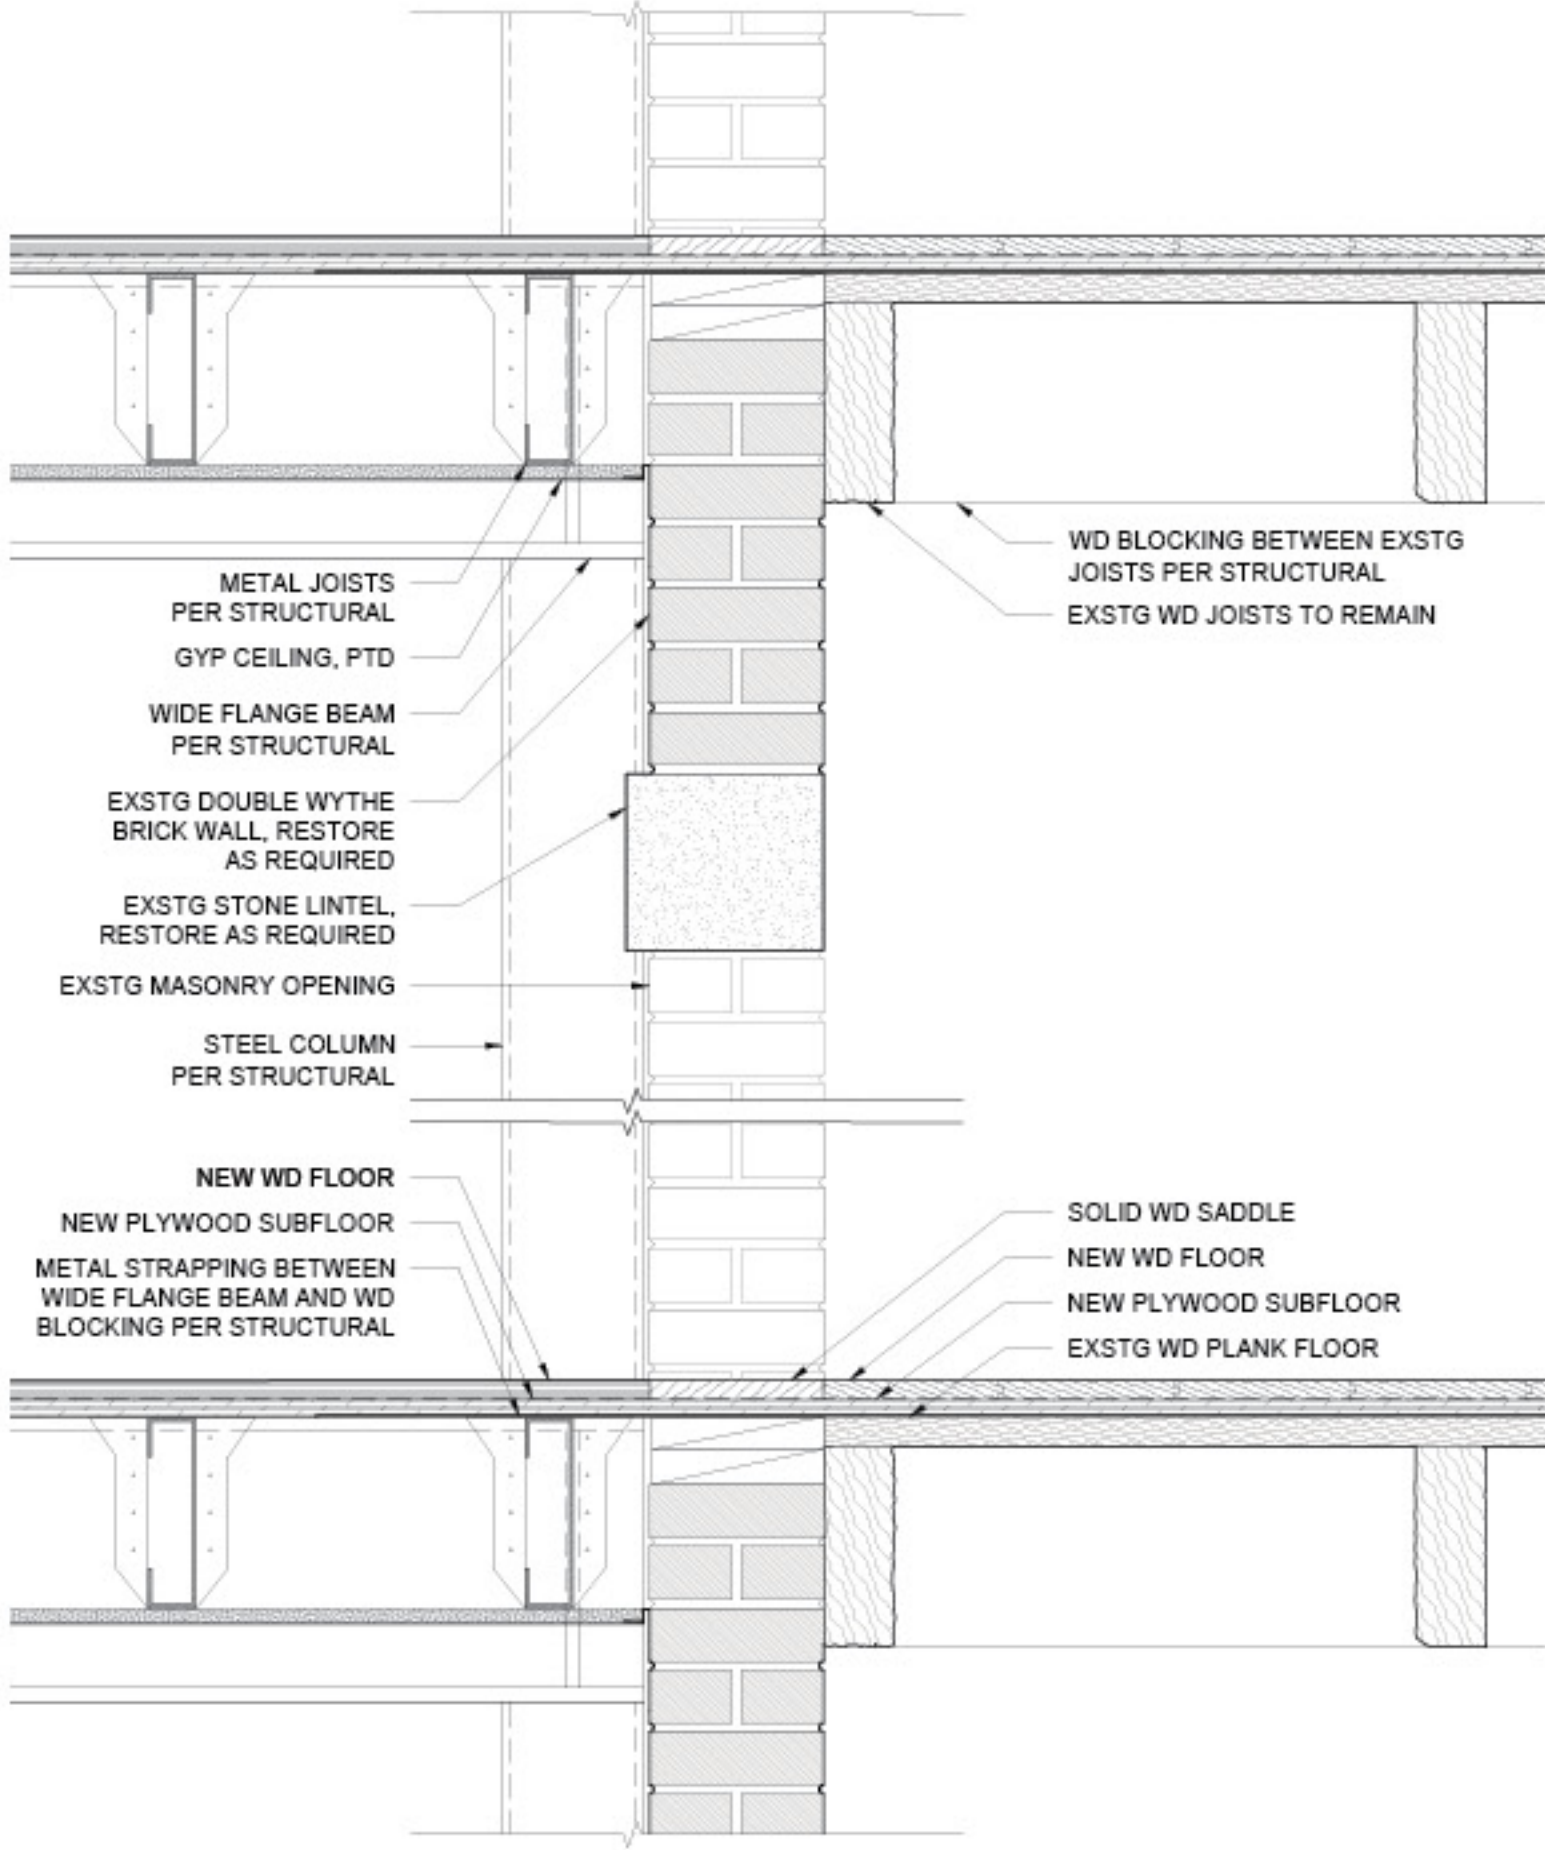 METAL JOISTS
PER STRUCTURAL
GYP CEILING, PTD
WIDE FLANGE BEAM
PER STRUCTURAL
EXSTG DOUBLE WYTHE
BRICK WALL, RESTORE
AS REQUIRED
EXSTG STONE LINTEL,
RESTORE AS REQUIRED
EXSTG MASONRY OPENING
STEEL COLUMN
PER STRUCTURAL
WD BLOCKING BETWEEN EXSTG
JOISTS PER STRUCTURAL
EXSTG WD JOISTS TO REMAIN
NEW WD FLOOR
NEW PLYWOOD SUBFLOOR
METAL STRAPPING BETWEEN
WIDE FLANGE BEAM AND WD
BLOCKING PER STRUCTURAL
SOLID WD SADDLE
NEW WD FLOOR
NEW PLYWOOD SUBFLOOR
EXSTG WD PLANK FLOOR